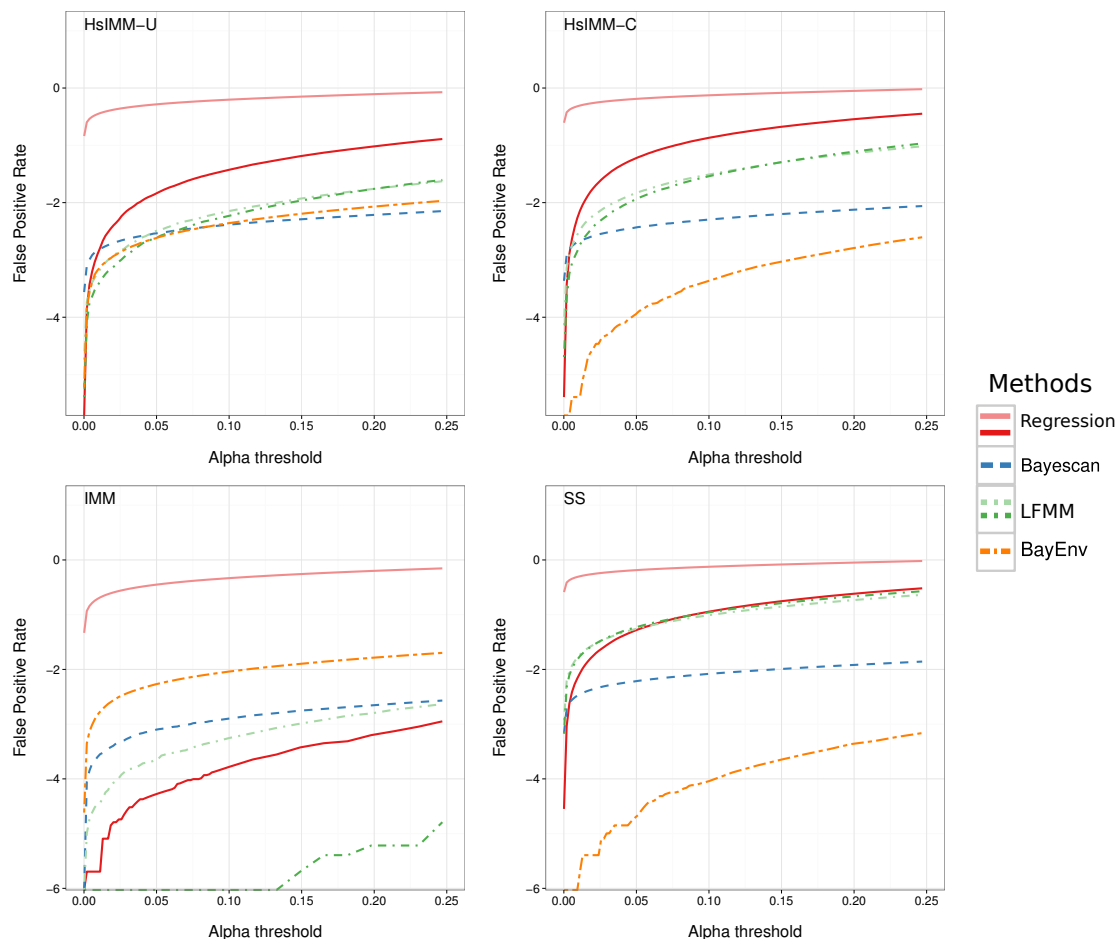 HsIMM−U
False Positive Rate
0
−2
−4
0.00 0.05 0.10 0.15 0.20 0.25
Alpha threshold
HsIMM−C
False Positive Rate
0
−2
−4
0.00 0.05 0.10 0.15 0.20 0.25
Alpha threshold
IMM
False Positive Rate
0
−2
−4
−6
0.00 0.05 0.10 0.15 0.20 0.25
Alpha threshold
SS
False Positive Rate
0
−2
−4
−6
0.00 0.05 0.10 0.15 0.20 0.25
Alpha threshold
Methods
Regression
Bayescan
LFMM
BayEnv